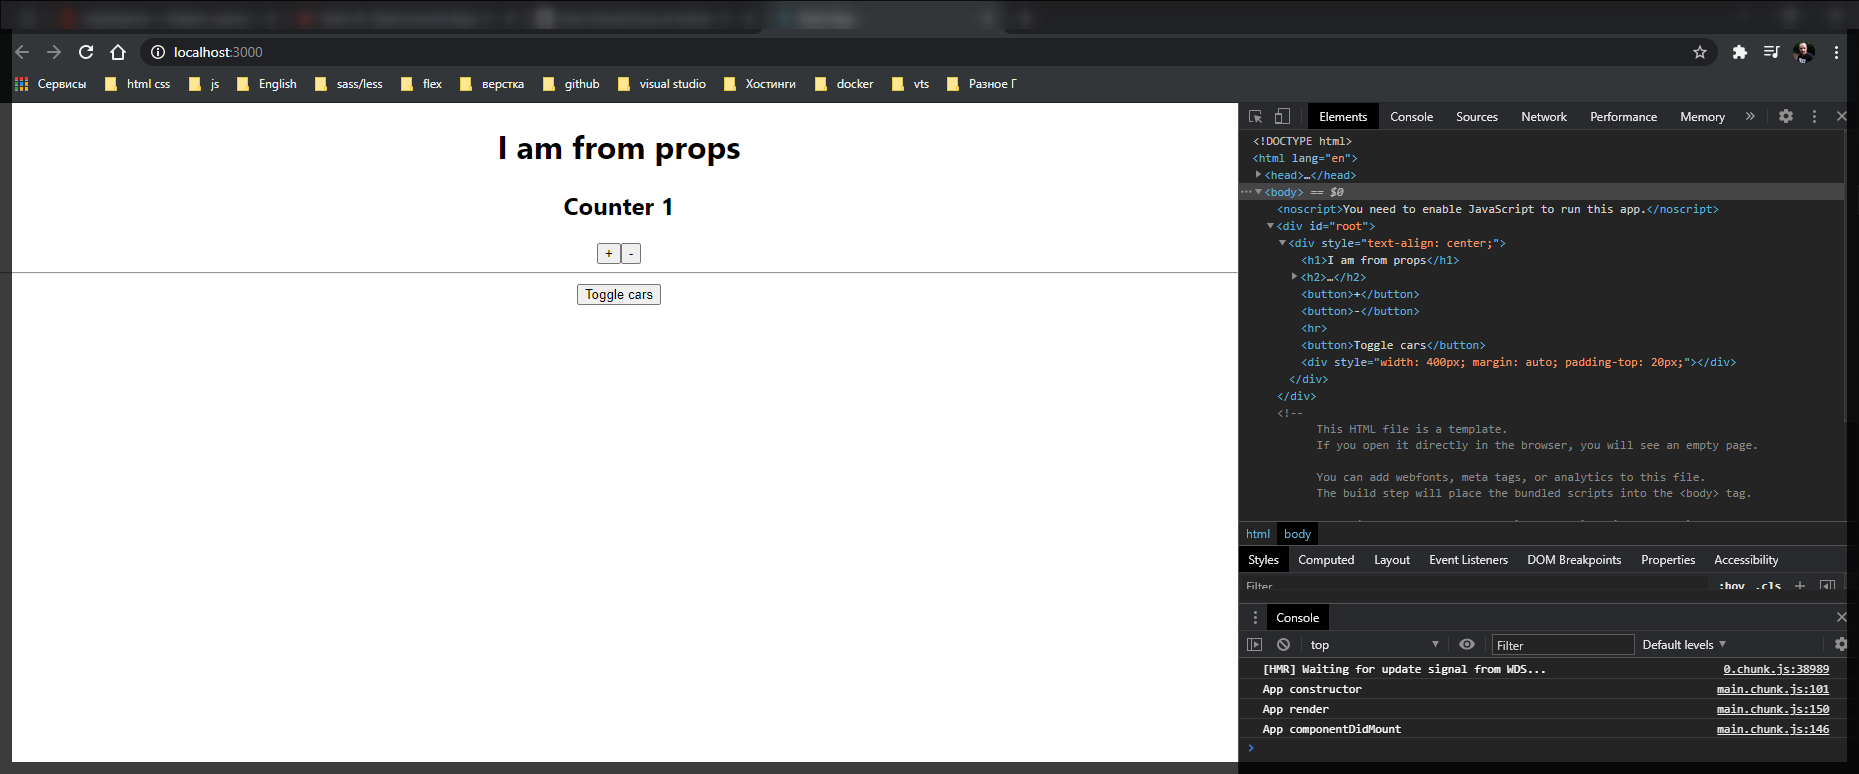 localhost:3000
Сервисы html css js English sass/less flex верстка github visual studio Хостинги docker vts Разное Г
I am from props
Counter 1
+ -
Toggle cars
Elements Console Sources Network Performance Memory »
<!DOCTYPE html>
<html lang="en">
<head>…</head>
<body> == $0
<noscript>You need to enable JavaScript to run this app.</noscript>
<div id="root">
<div style="text-align: center;">
<h1>I am from props</h1>
<h2>…</h2>
<button>+</button>
<button>-</button>
<hr>
<button>Toggle cars</button>
<div style="width: 400px; margin: auto; padding-top: 20px;"></div>
</div>
</div>
<!--
This HTML file is a template.
If you open it directly in the browser, you will see an empty page.
You can add webfonts, meta tags, or analytics to this file.
The build step will place the bundled scripts into the <body> tag.
html body
Styles Computed Layout Event Listeners DOM Breakpoints Properties Accessibility
Filter :hov .cls +
Console
top Filter Default levels
[HMR] Waiting for update signal from WDS... 0.chunk.js:38989
App constructor main.chunk.js:101
App render main.chunk.js:150
App componentDidMount main.chunk.js:146
>